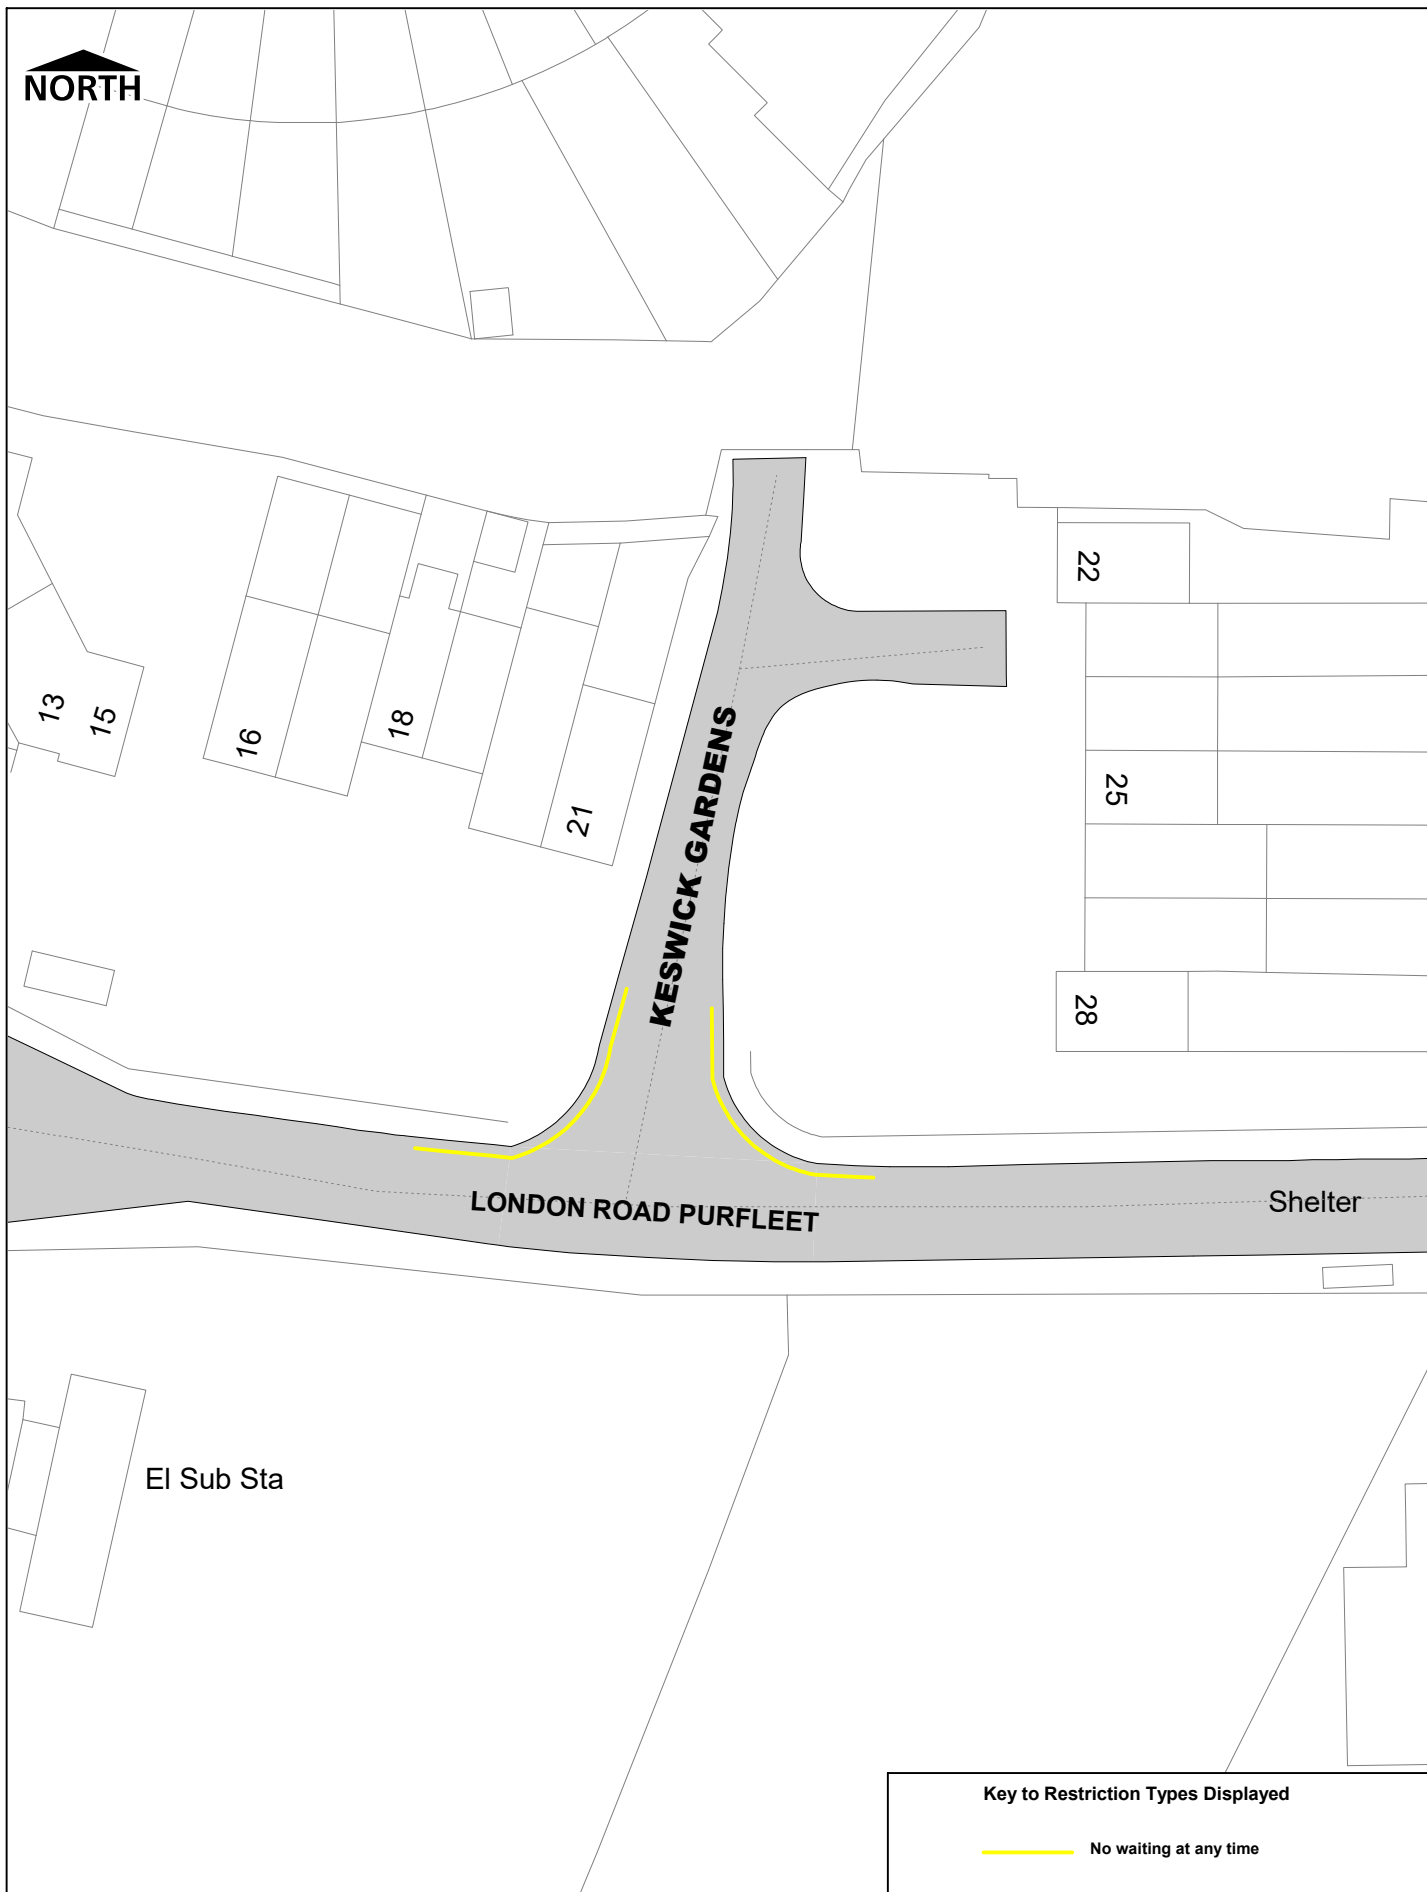 NORTH
22
13
15
16
18
21
25
KESWICK GARDENS
28
LONDON ROAD PURFLEET
Shelter
El Sub Sta
Key to Restriction Types Displayed
No waiting at any time